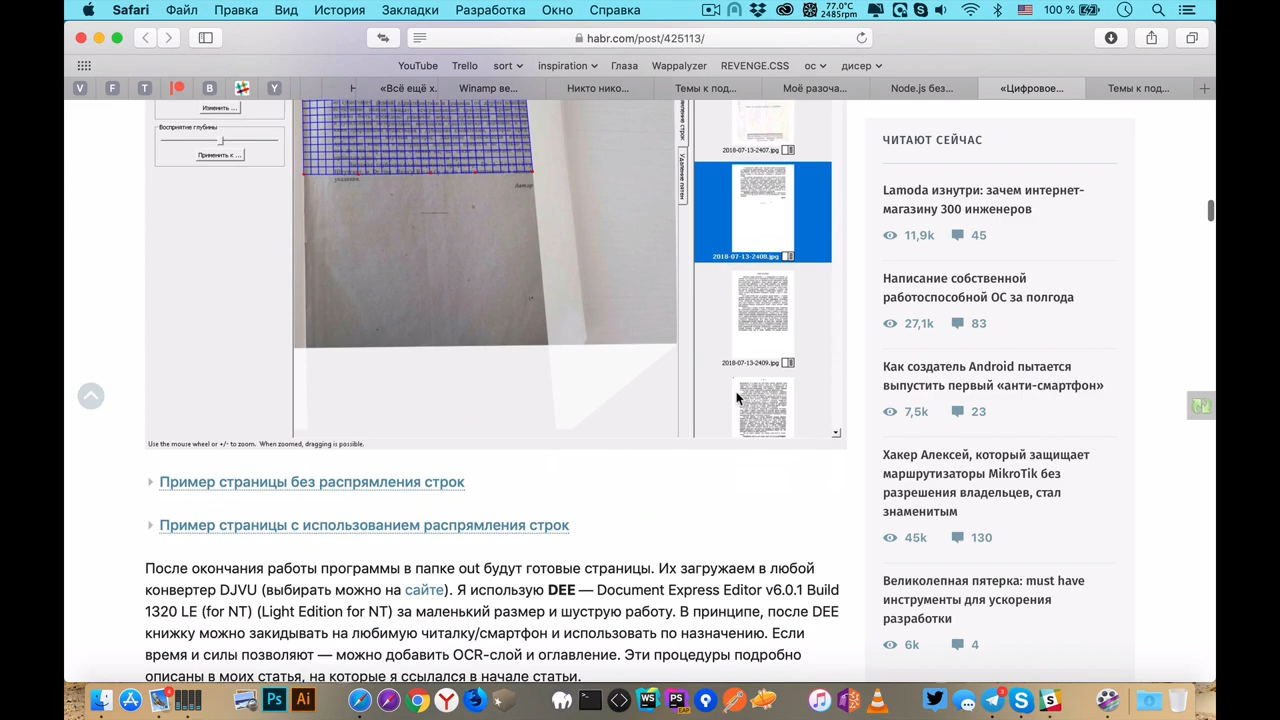 Safari Файл Правка Вид История Закладки Разработка Окно Справка
77.0°C
2485rpm
100 %
habr.com/post/425113/
YouTube Trello sort inspiration Глаза Wappalyzer REVENGE.CSS ос дисер
V F T B Y «Всё ещё х. Winamp ве... Никто нико... Темы к под... Моё разоча... Node.js без... «Цифровое... Темы к под...
Изменить ...
Восприятие глубины
Применить к ...
Автор
2018-07-13-2407.jpg
2018-07-13-2408.jpg
2018-07-13-2409.jpg
Use the mouse wheel or +/- to zoom. When zoomed, dragging is possible.
Пример страницы без распрямления строк
Пример страницы с использованием распрямления строк
После окончания работы программы в папке out будут готовые страницы. Их загружаем в любой
конвертер DJVU (выбирать можно на сайте). Я использую DEE — Document Express Editor v6.0.1 Build
1320 LE (for NT) (Light Edition for NT) за маленький размер и шуструю работу. В принципе, после DEE
книжку можно закидывать на любимую читалку/смартфон и использовать по назначению. Если
время и силы позволяют — можно добавить OCR-слой и оглавление. Эти процедуры подробно
описаны в моих статья, на которые я ссылался в начале статьи.
ЧИТАЮТ СЕЙЧАС
Lamoda изнутри: зачем интернет-
магазину 300 инженеров
11,9k 45
Написание собственной
работоспособной ОС за полгода
27,1k 83
Как создатель Android пытается
выпустить первый «анти-смартфон»
7,5k 23
Хакер Алексей, который защищает
маршрутизаторы MikroTik без
разрешения владельцев, стал
знаменитым
45k 130
Великолепная пятерка: must have
инструменты для ускорения
разработки
6k 4
Ps Ai WS PS